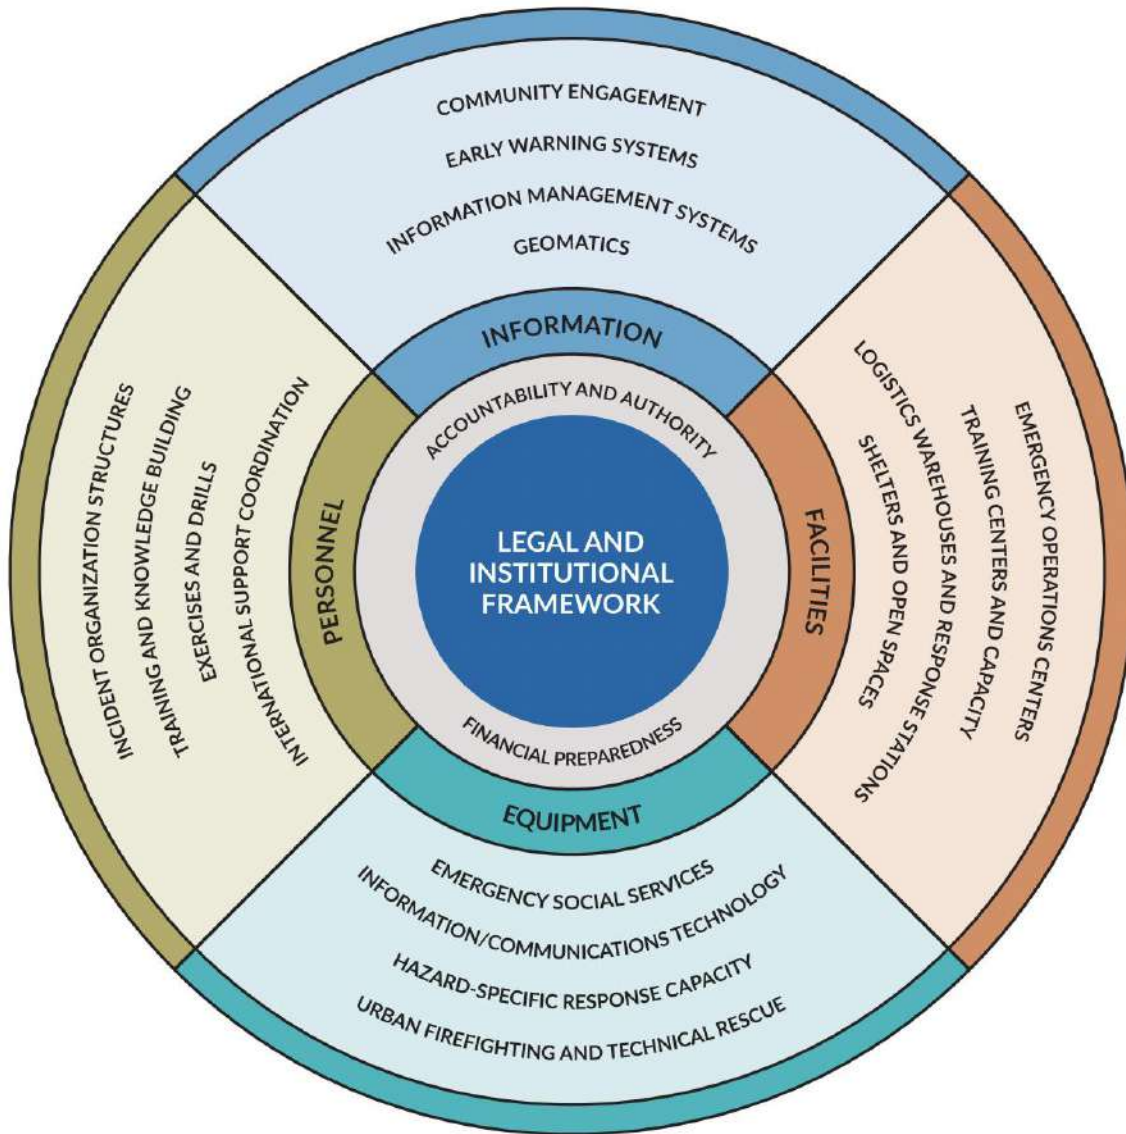 COMMUNITY ENGAGEMENT
EARLY WARNING SYSTEMS
INFORMATION MANAGEMENT SYSTEMS
GEOMATICS
INFORMATION
ACCOUNTABILITY AND AUTHORITY
LEGAL AND
INSTITUTIONAL
FRAMEWORK
FINANCIAL PREPAREDNESS
FACILITIES
EMERGENCY OPERATIONS CENTERS
TRAINING CENTERS AND CAPACITY
LOGISTICS WAREHOUSES AND RESPONSE STATIONS
SHELTERS AND OPEN SPACES
EQUIPMENT
EMERGENCY SOCIAL SERVICES
INFORMATION/COMMUNICATIONS TECHNOLOGY
HAZARD-SPECIFIC RESPONSE CAPACITY
URBAN FIREFIGHTING AND TECHNICAL RESCUE
PERSONNEL
INCIDENT ORGANIZATION STRUCTURES
TRAINING AND KNOWLEDGE BUILDING
EXERCISES AND DRILLS
INTERNATIONAL SUPPORT COORDINATION